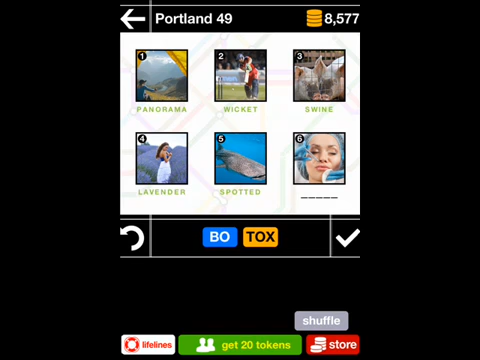 Portland 49
8,577
1
2
3
PANORAMA
WICKET
SWINE
4
5
6
LAVENDER
SPOTTED
BO TOX
shuffle
lifelines
get 20 tokens
store